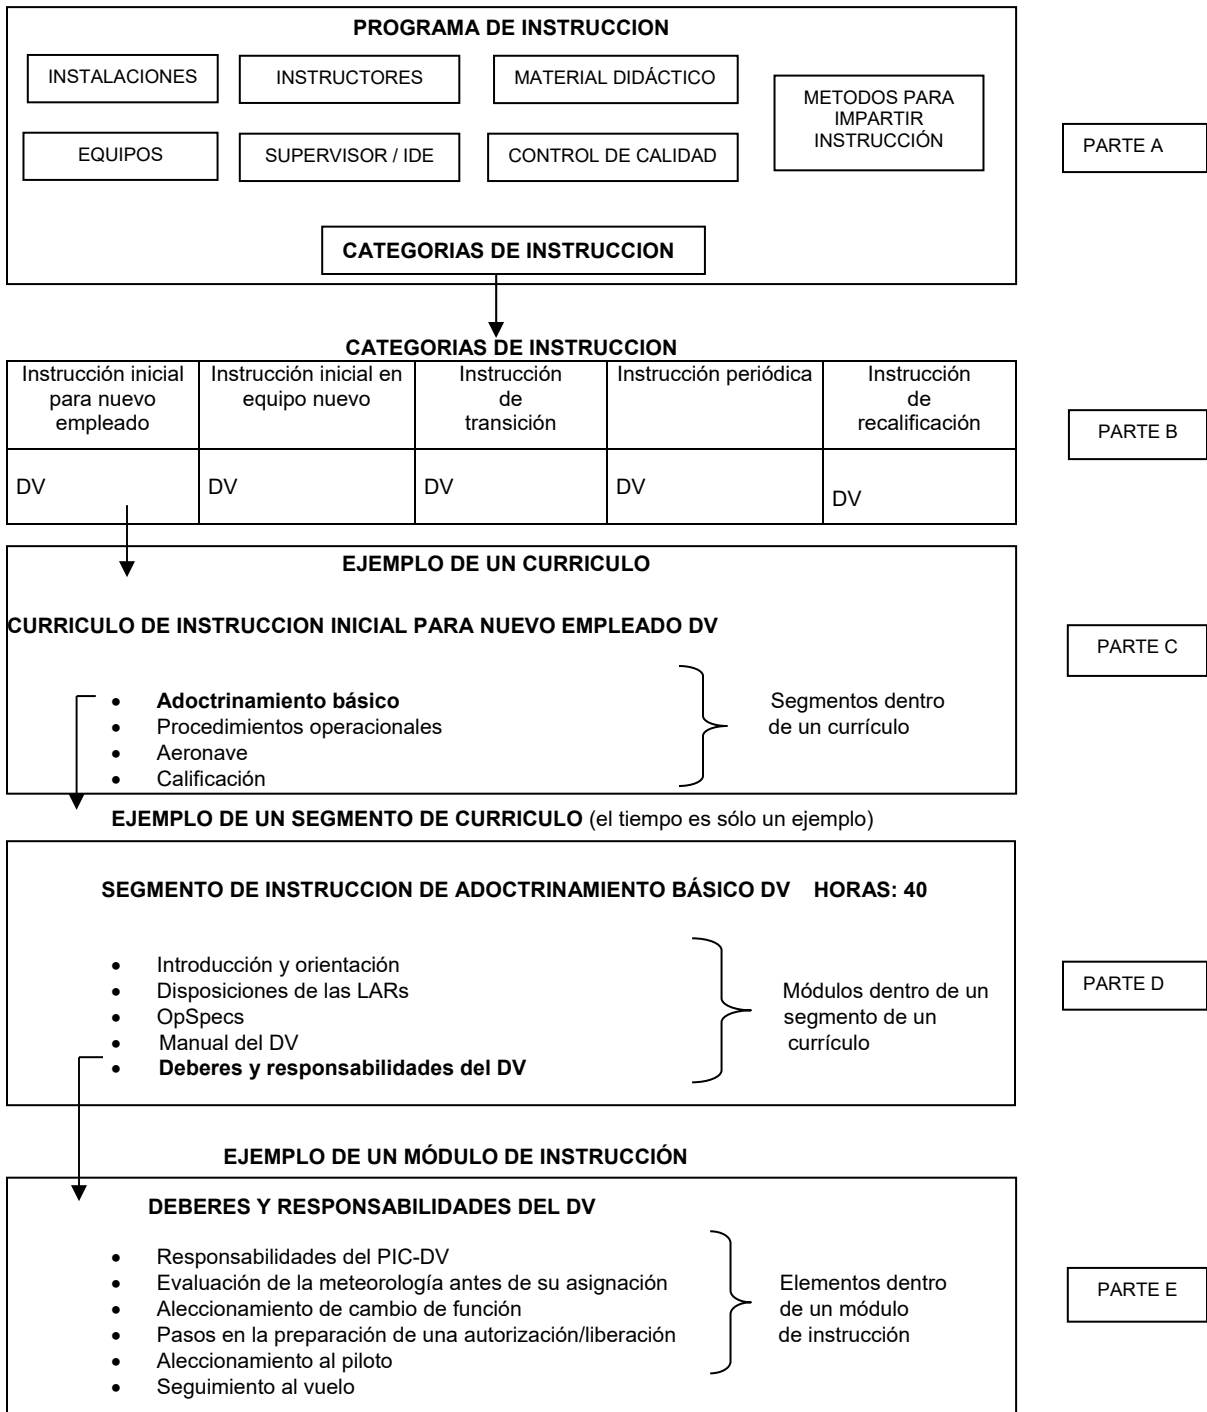 PROGRAMA DE INSTRUCCION
INSTALACIONES
INSTRUCTORES
MATERIAL DIDÁCTICO
METODOS PARA
IMPARTIR
INSTRUCCIÓN
EQUIPOS
SUPERVISOR / IDE
CONTROL DE CALIDAD
PARTE A
CATEGORIAS DE INSTRUCCION
CATEGORIAS DE INSTRUCCION
Instrucción inicial
para nuevo
empleado
Instrucción inicial en
equipo nuevo
Instrucción
de
transición
Instrucción periódica
Instrucción
de
recalificación
PARTE B
DV
DV
DV
DV
DV
EJEMPLO DE UN CURRICULO
CURRICULO DE INSTRUCCION INICIAL PARA NUEVO EMPLEADO DV
PARTE C
• Adoctrinamiento básico
• Procedimientos operacionales
• Aeronave
• Calificación
Segmentos dentro
de un currículo
EJEMPLO DE UN SEGMENTO DE CURRICULO (el tiempo es sólo un ejemplo)
SEGMENTO DE INSTRUCCION DE ADOCTRINAMIENTO BÁSICO DV HORAS: 40
• Introducción y orientación
• Disposiciones de las LARs
• OpSpecs
• Manual del DV
• Deberes y responsabilidades del DV
Módulos dentro de un
segmento de un
currículo
PARTE D
EJEMPLO DE UN MÓDULO DE INSTRUCCIÓN
DEBERES Y RESPONSABILIDADES DEL DV
• Responsabilidades del PIC-DV
• Evaluación de la meteorología antes de su asignación
• Aleccionamiento de cambio de función
• Pasos en la preparación de una autorización/liberación
• Aleccionamiento al piloto
• Seguimiento al vuelo
Elementos dentro
de un módulo
de instrucción
PARTE E